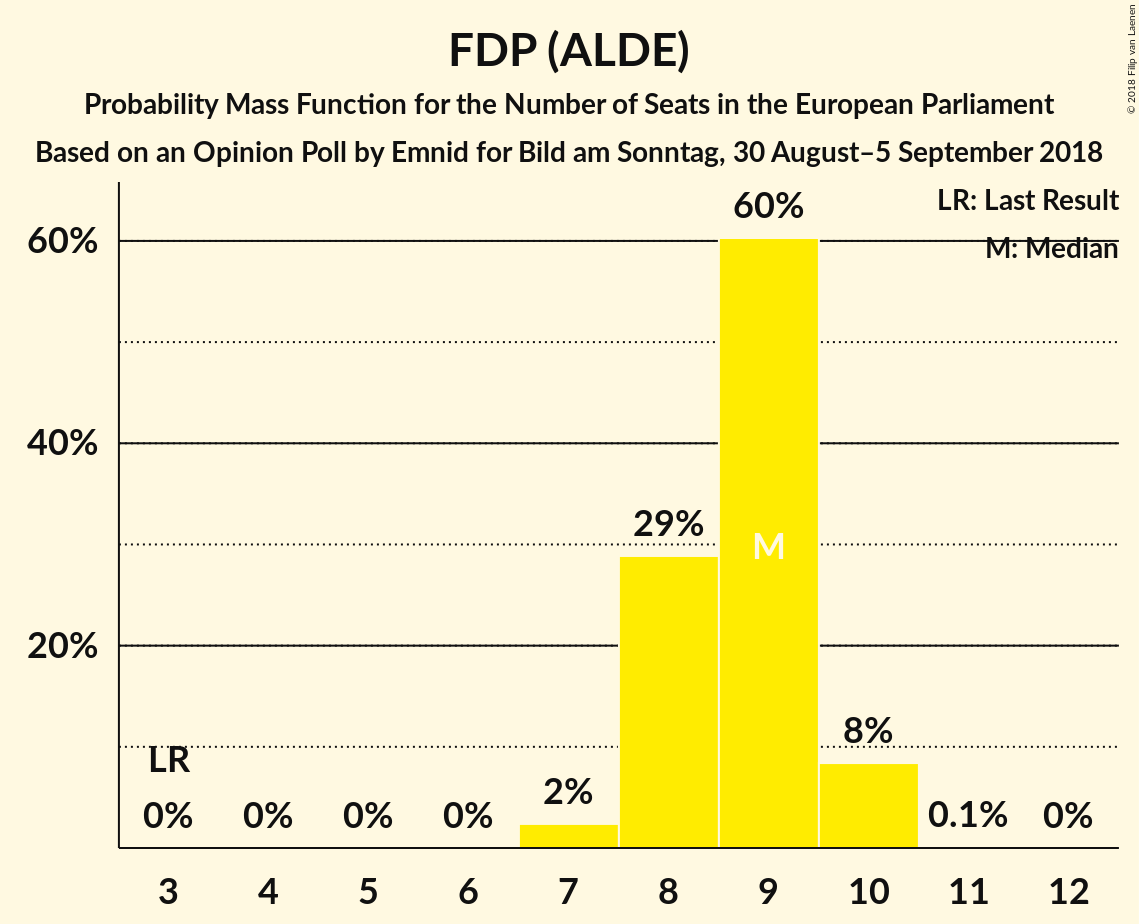 FDP (ALDE)
Probability Mass Function for the Number of Seats in the European Parliament
Based on an Opinion Poll by Emnid for Bild am Sonntag, 30 August–5 September 2018
© 2018 Filip van Laenen
LR: Last Result
M: Median
60%
40%
20%
LR
0%
0%
0%
0%
2%
29%
60%
M
8%
0.1%
0%
3 4 5 6 7 8 9 10 11 12